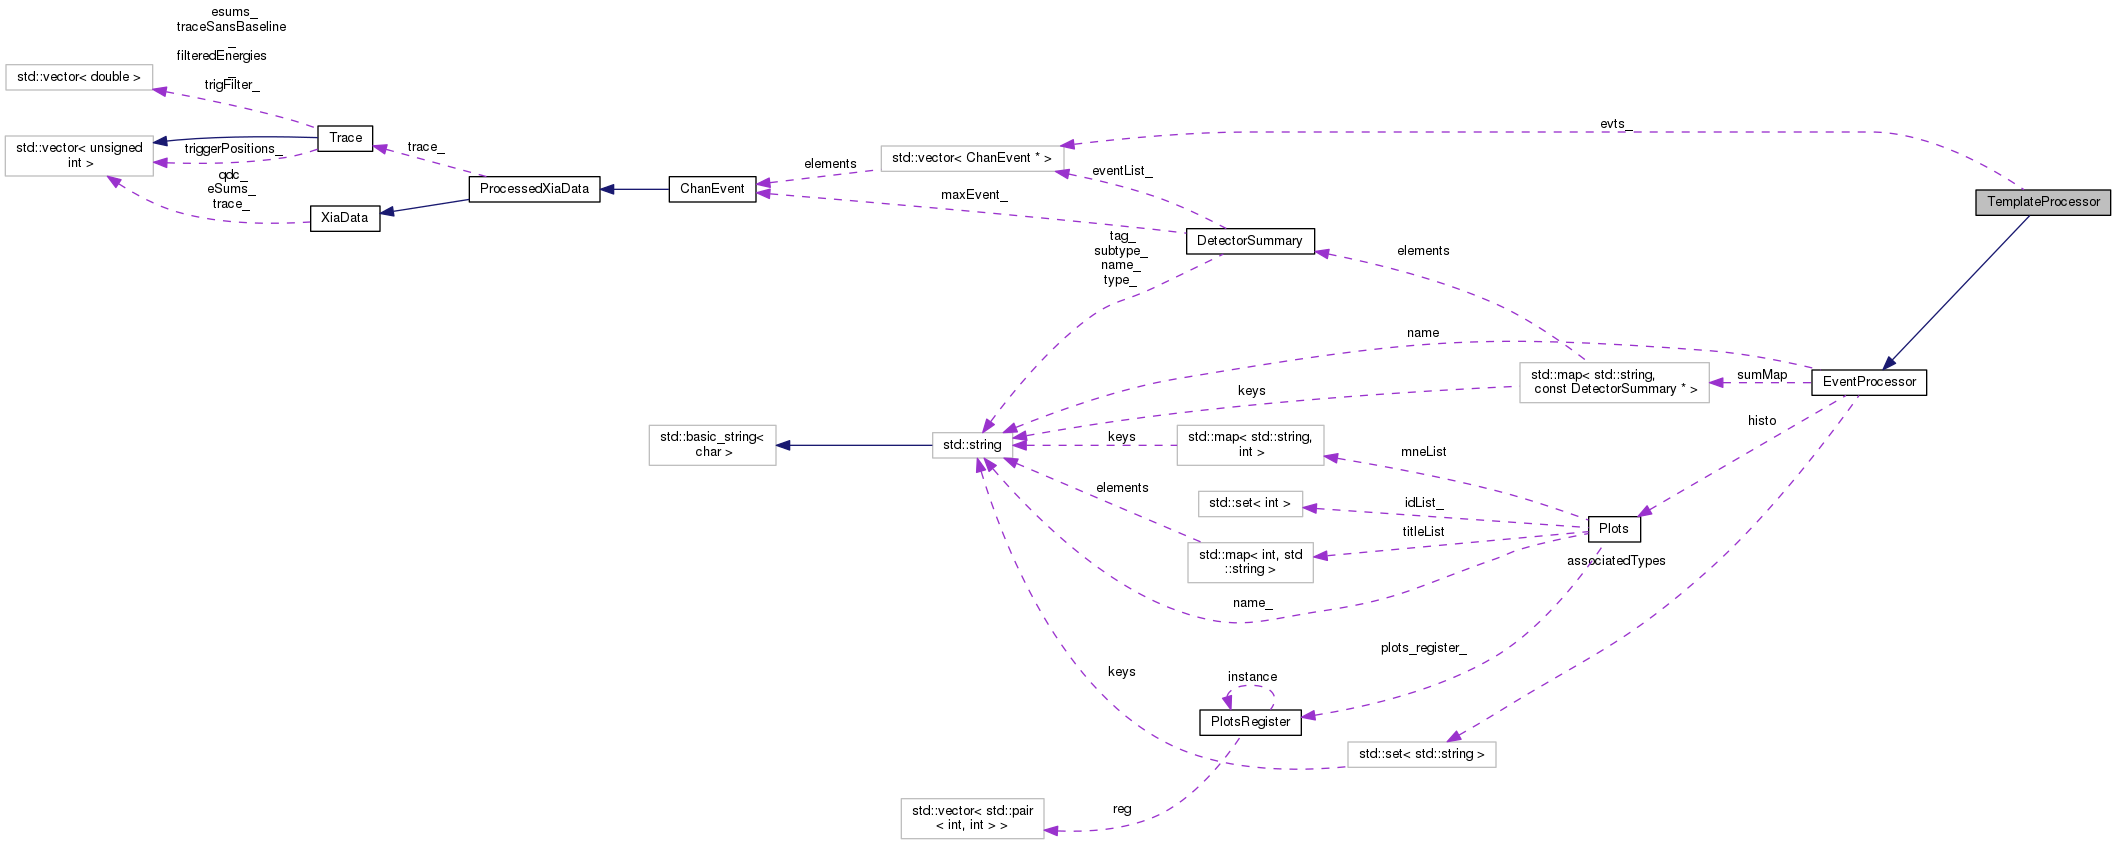 esums_
traceSansBaseline
_
filteredEnergies
_
trigFilter_
std::vector< double >
Trace
std::vector< unsigned
int >
triggerPositions_
qdc_
eSums_
trace_
XiaData
trace_
ProcessedXiaData
ChanEvent
elements
std::vector< ChanEvent * >
evts_
eventList_
maxEvent_
TemplateProcessor
DetectorSummary
tag_
subtype_
name_
type_
elements
name
std::map< std::string,
const DetectorSummary * >
sumMap
EventProcessor
keys
histo
std::basic_string<
char >
std::string
keys
std::map< std::string,
int >
mneList
elements
std::set< int >
idList_
Plots
titleList
std::map< int, std
::string >
associatedTypes
name_
plots_register_
keys
instance
PlotsRegister
std::set< std::string >
reg
std::vector< std::pair
< int, int > >